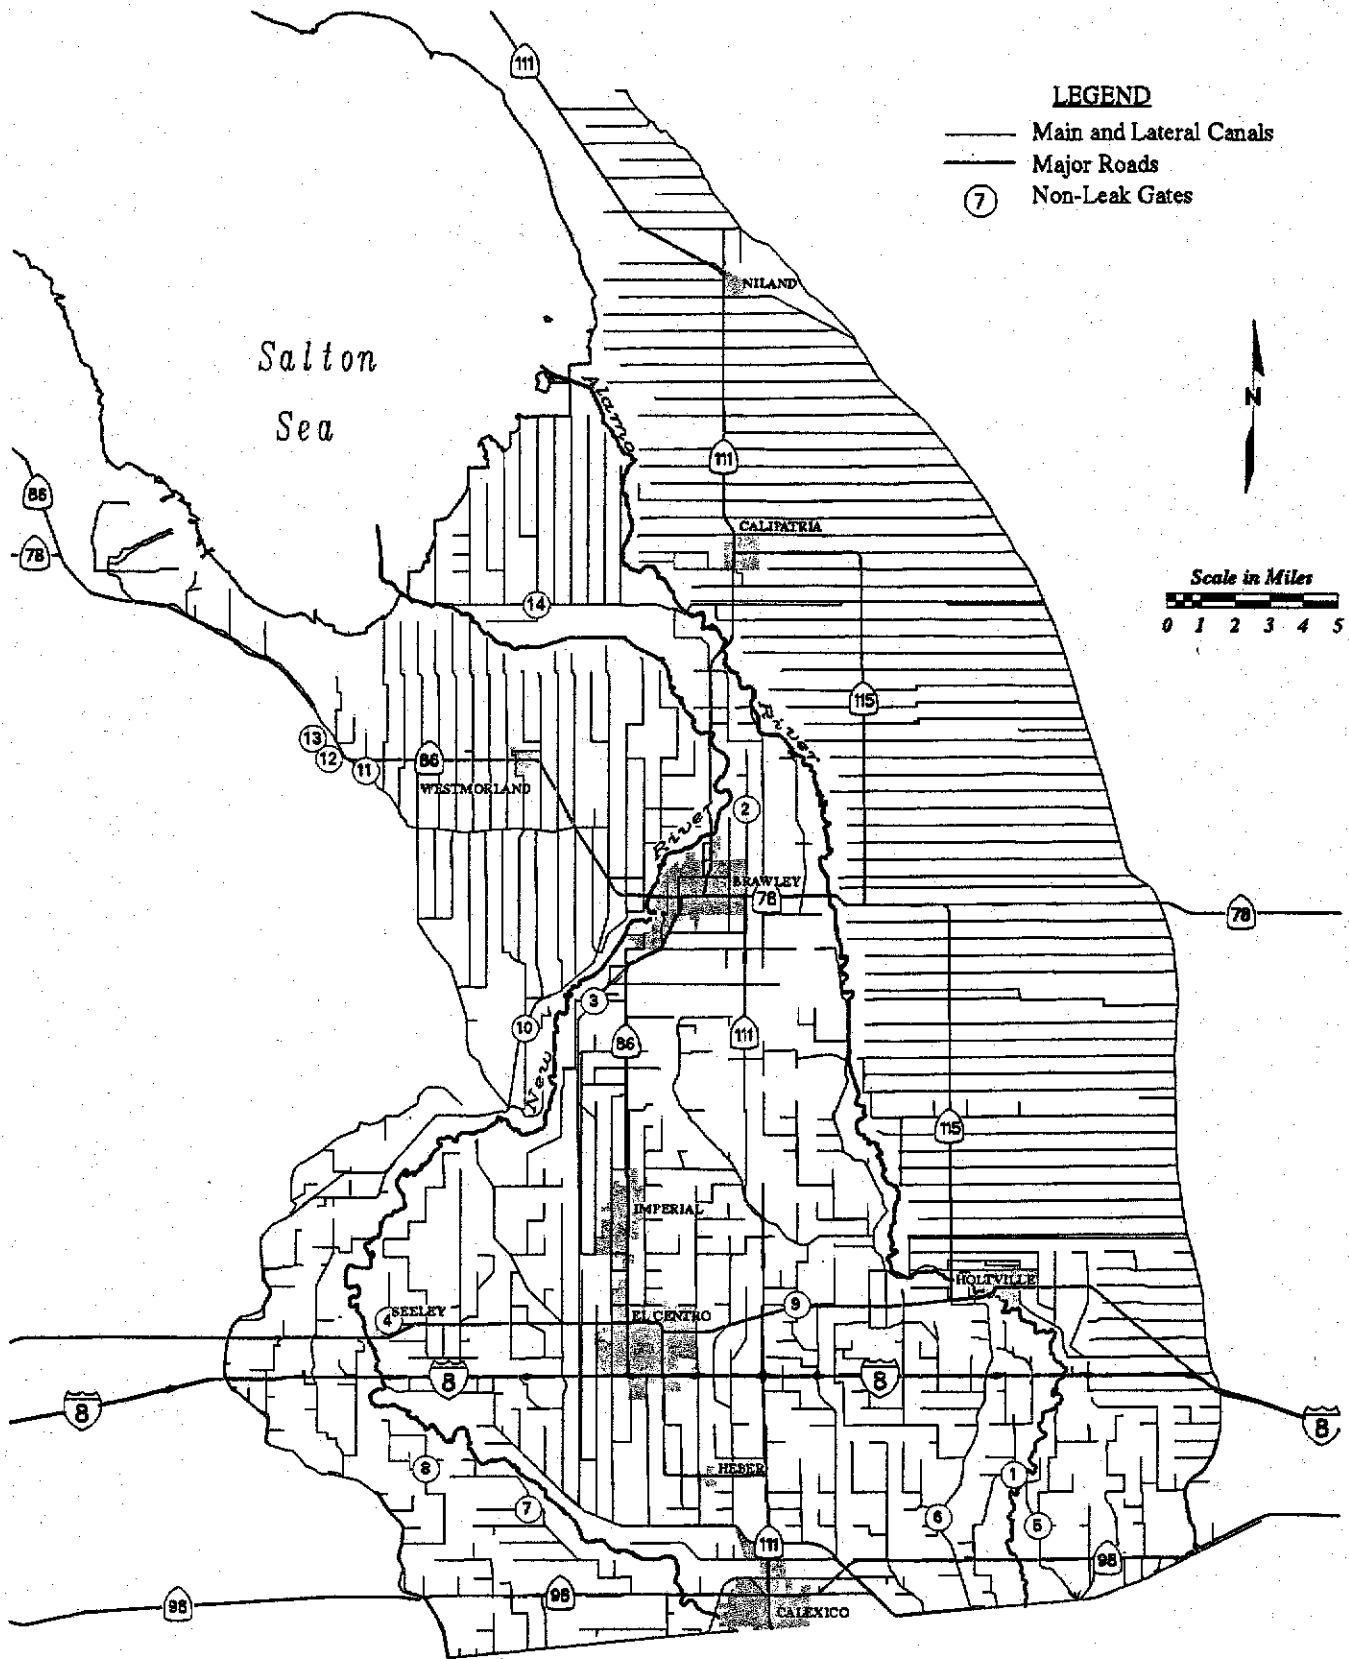 111
LEGEND
Main and Lateral Canals
Major Roads
7 Non-Leak Gates
NILAND
Salton
Sea
N
Alamo
111
86
CALIPATRIA
78
Scale in Miles
0 1 2 3 4 5
14
115
River
13
12
11
86
WESTMORLAND
2
River
BRAWLEY
78
78
3
10
86
111
New
115
IMPERIAL
HOLTVILLE
9
SEELEY
4
EL CENTRO
8
8
8
8
HEBER
8
1
7
6
5
111
98
98
98
CALEXICO